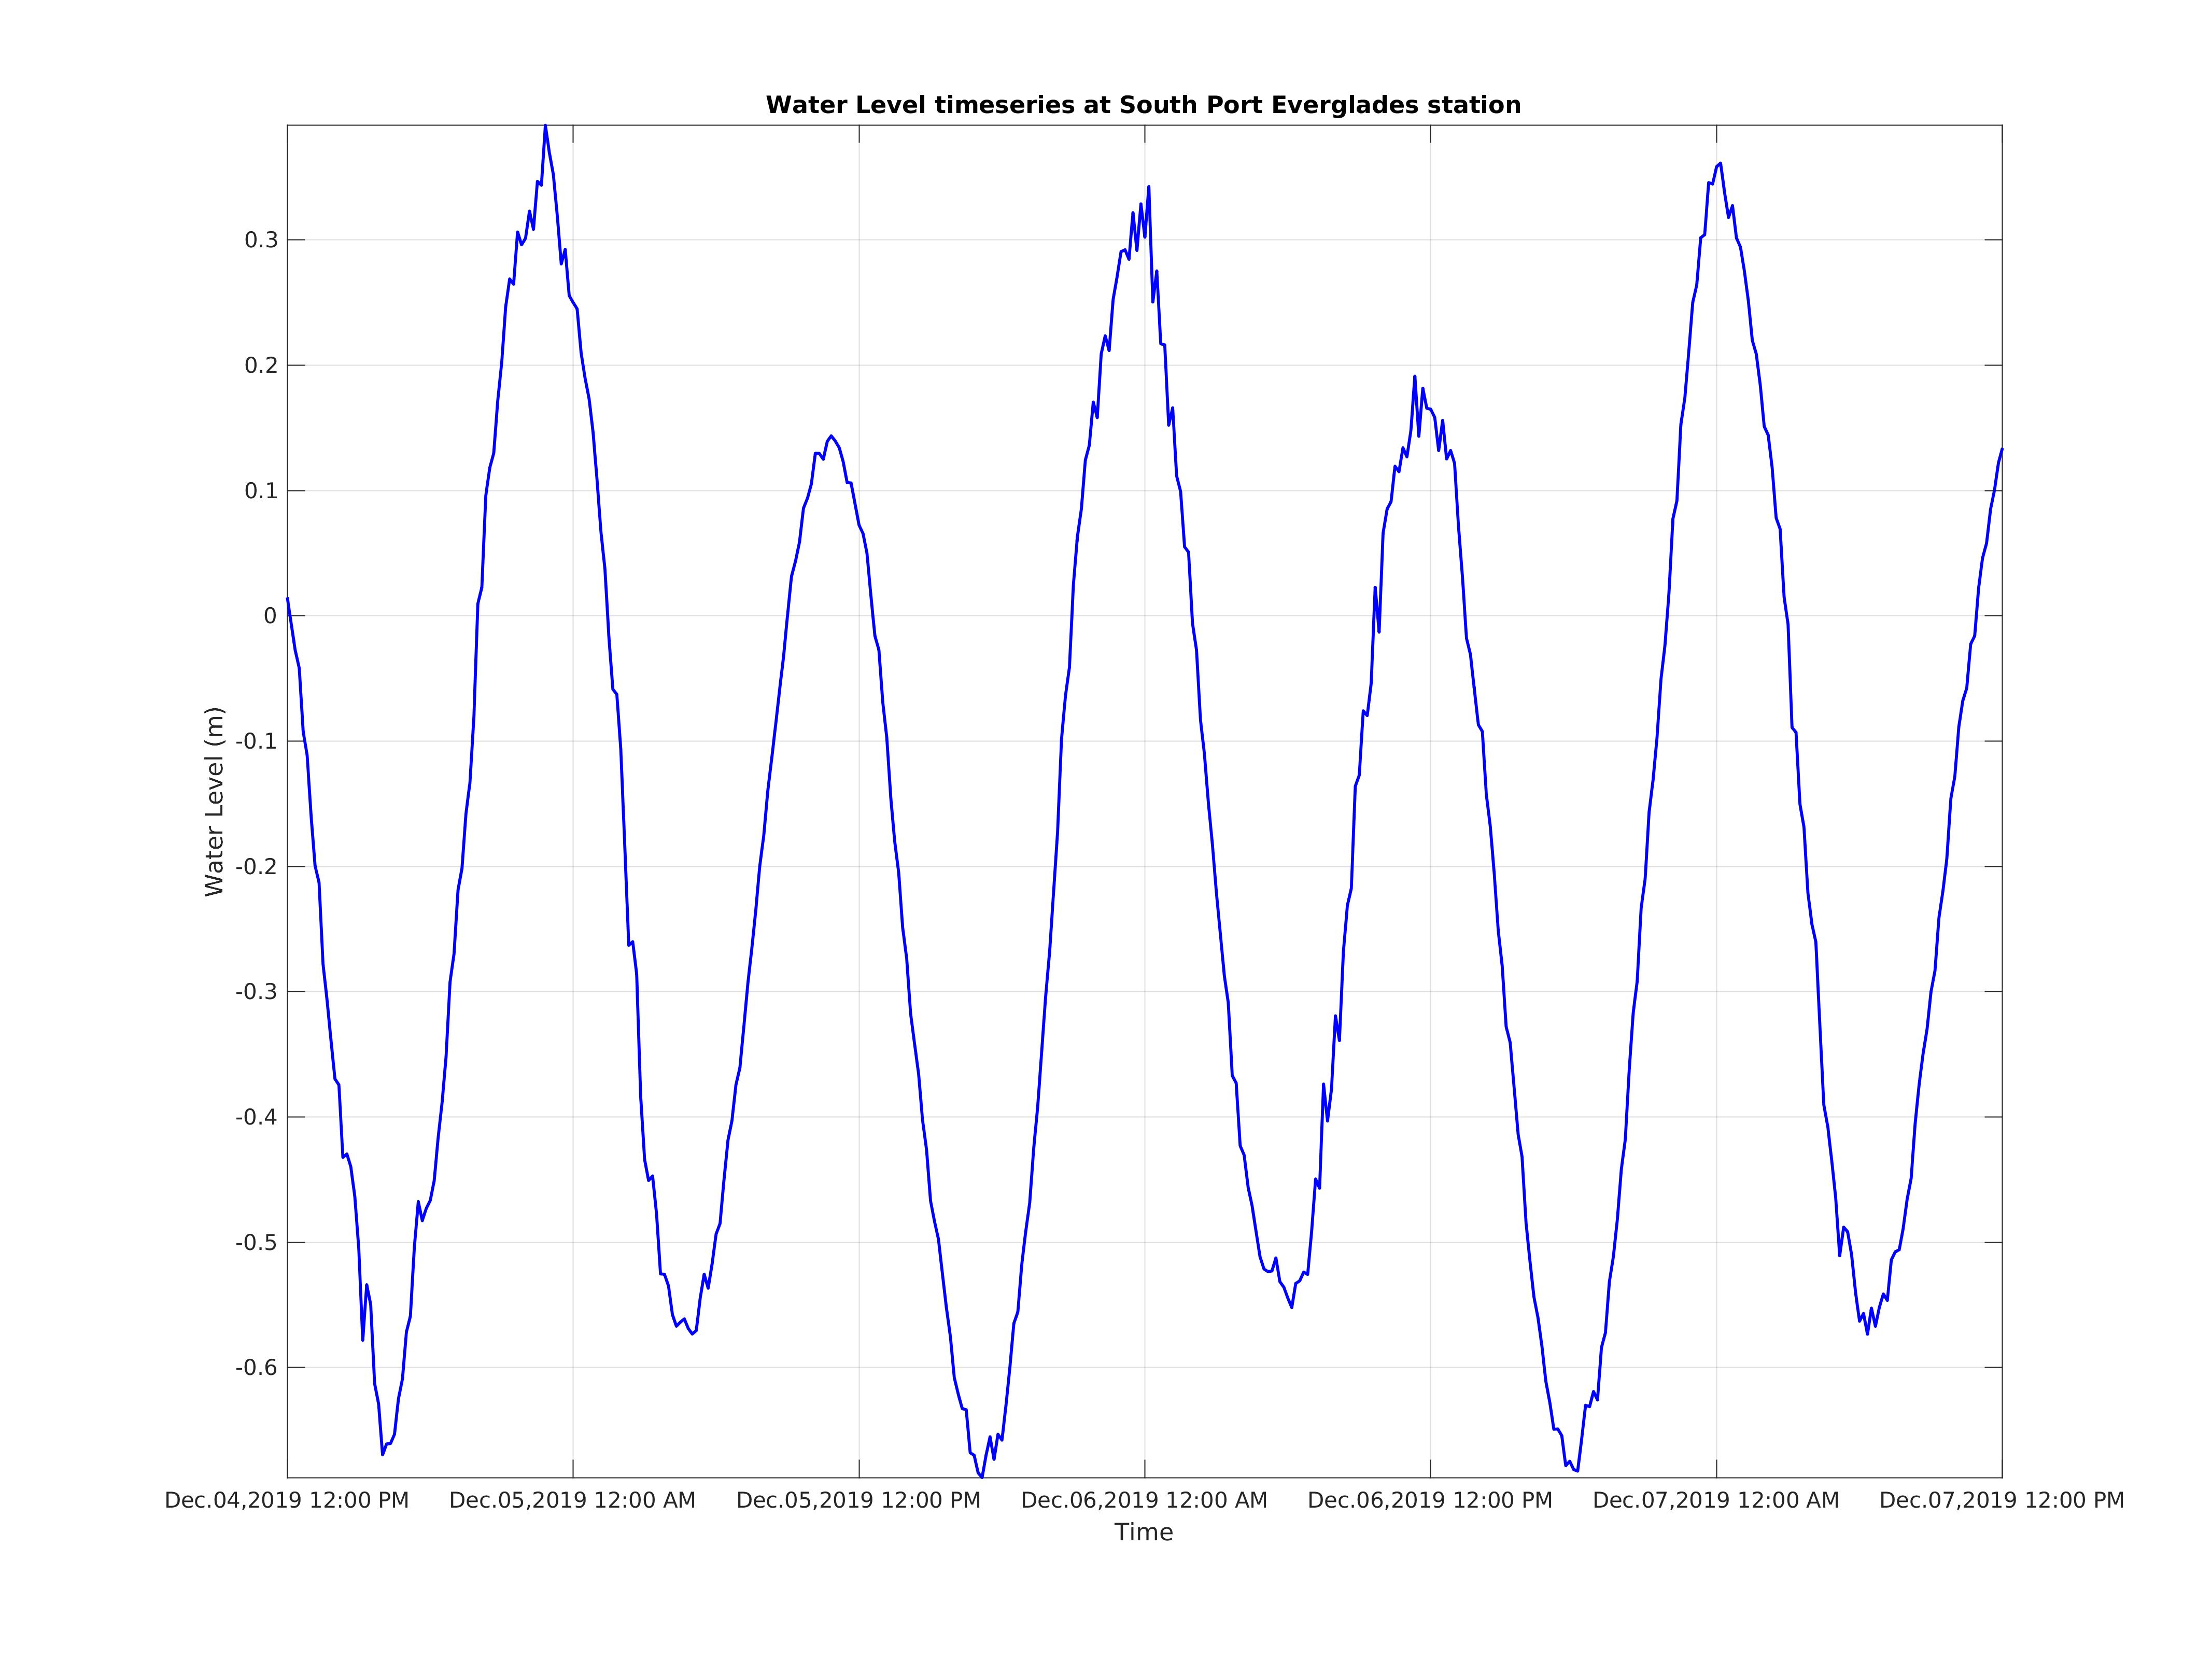 Water Level timeseries at South Port Everglades station
0.3
0.2
0.1
0
-0.1
-0.2
-0.3
-0.4
-0.5
-0.6
Water Level (m)
Dec.04,2019 12:00 PM
Dec.05,2019 12:00 AM
Dec.05,2019 12:00 PM
Dec.06,2019 12:00 AM
Dec.06,2019 12:00 PM
Dec.07,2019 12:00 AM
Dec.07,2019 12:00 PM
Time